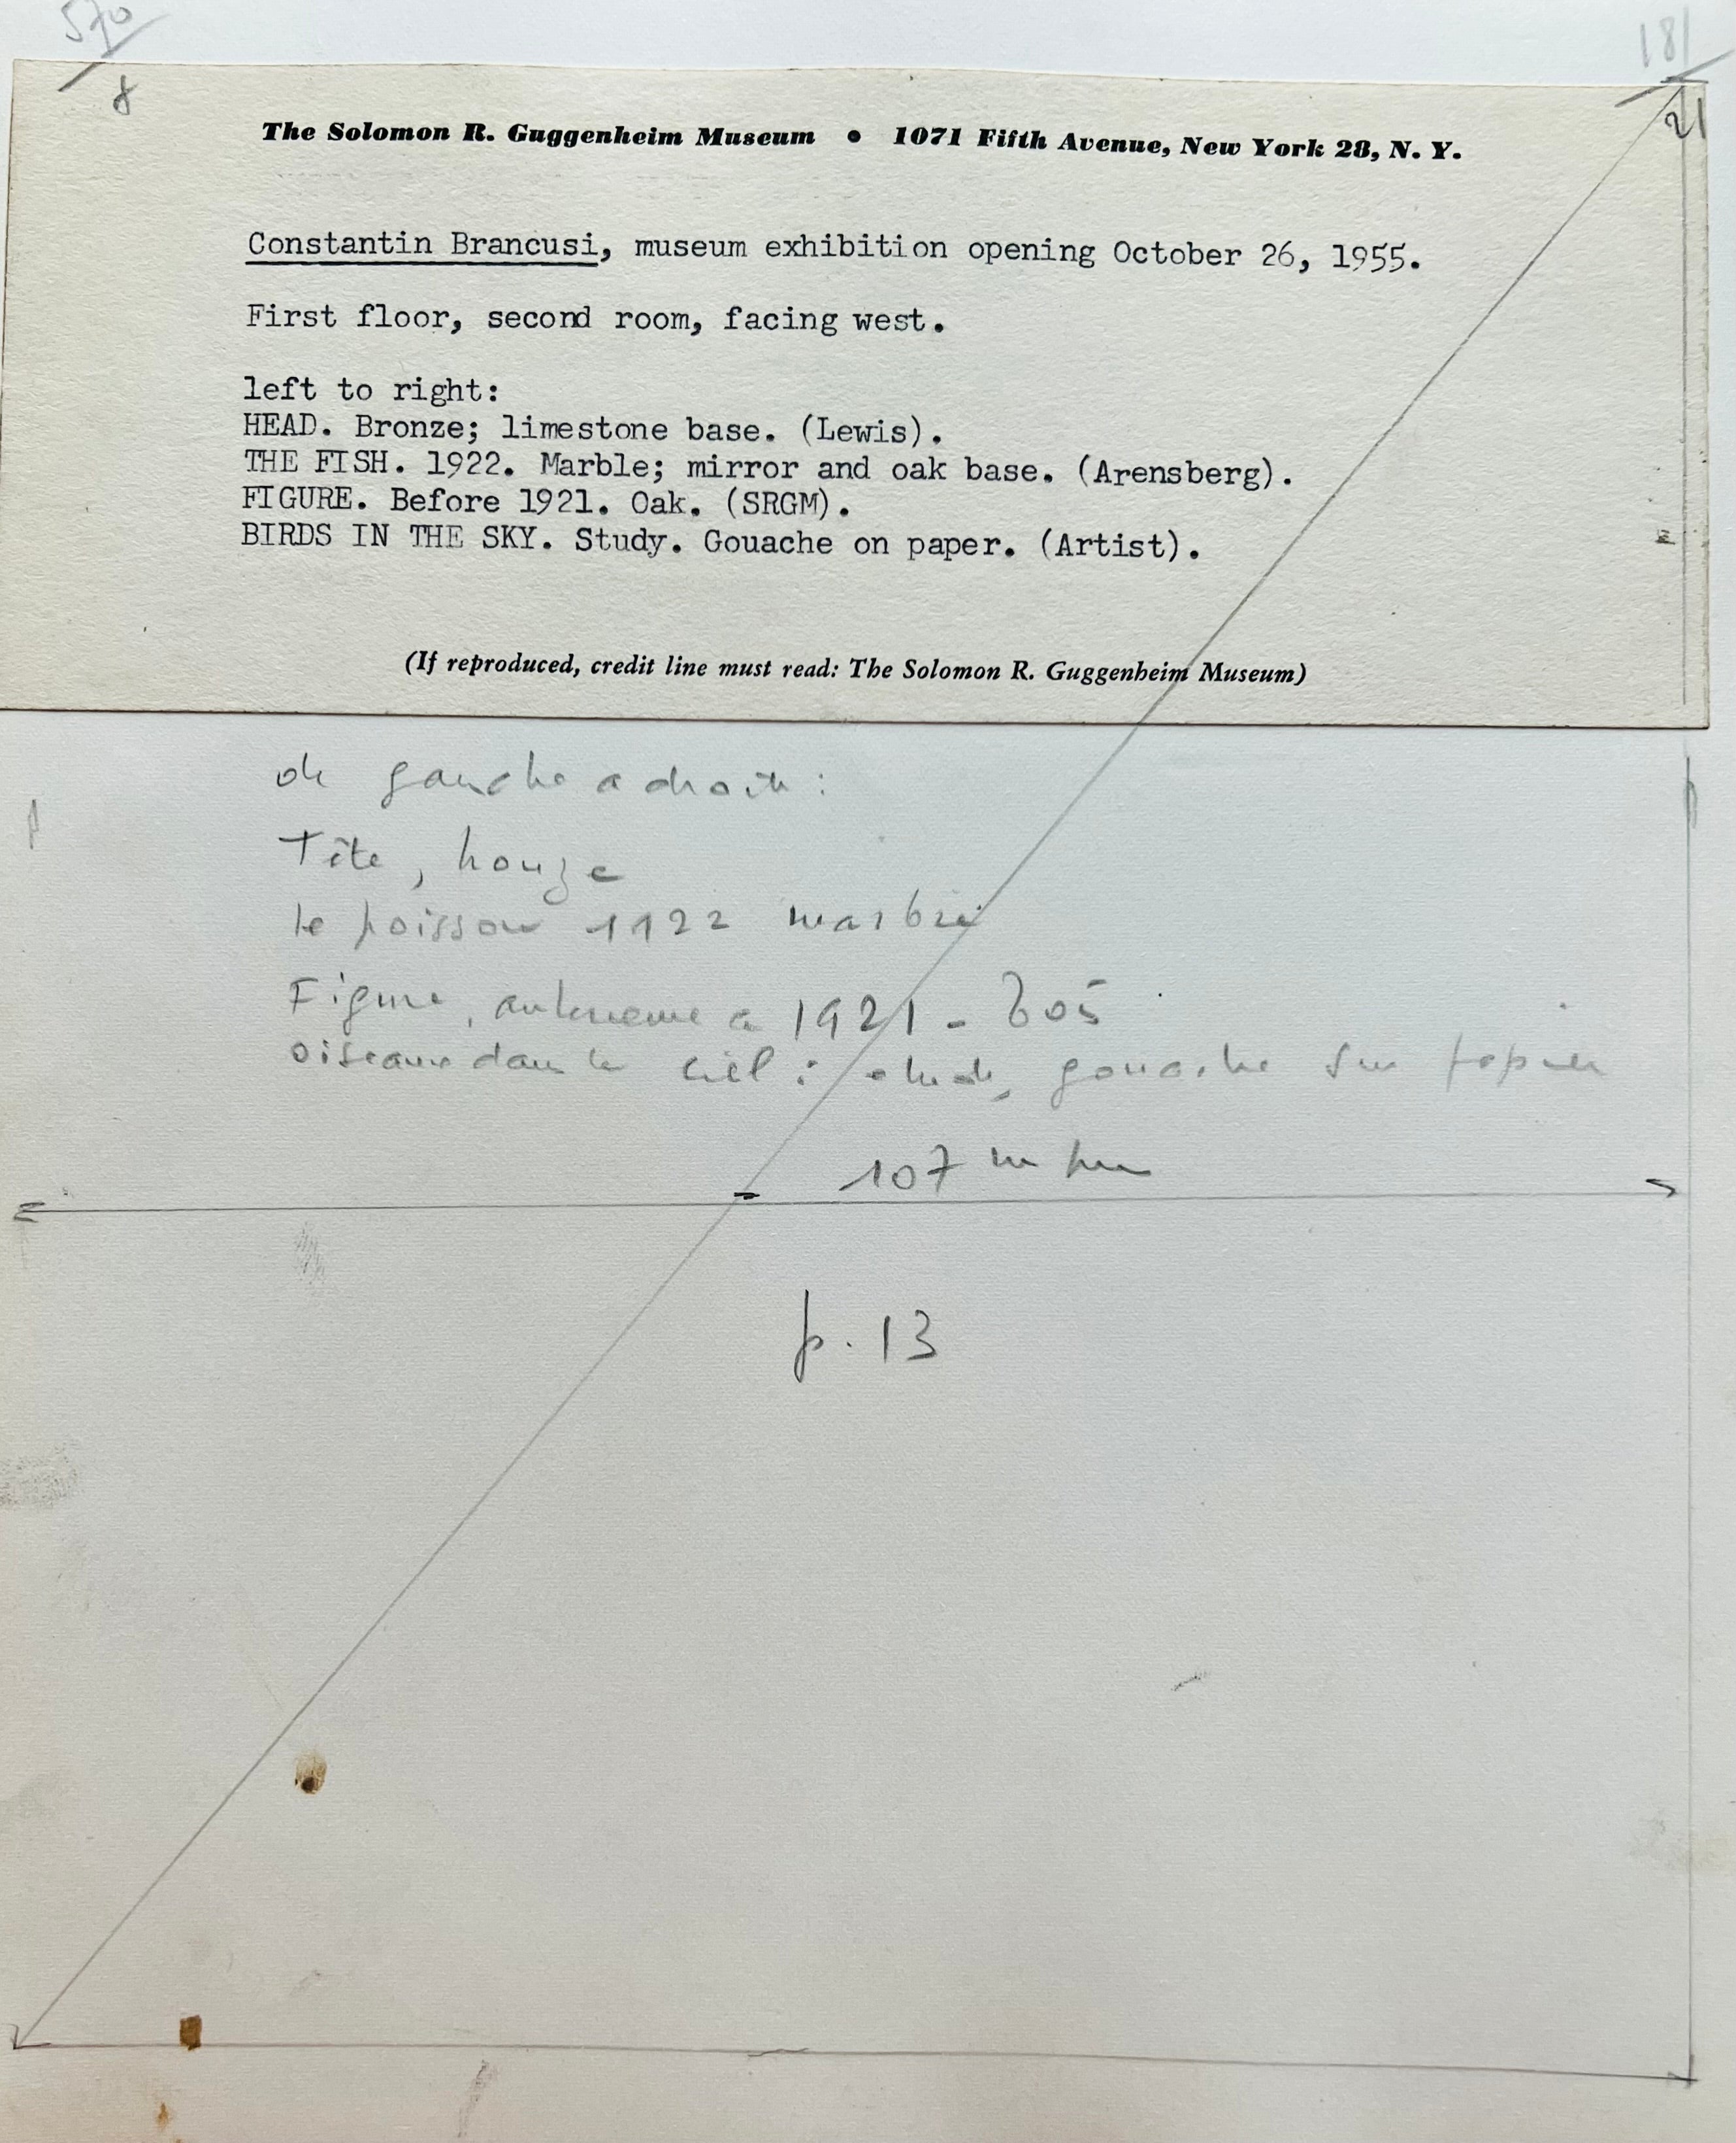 570
8
181
21
The Solomon R. Guggenheim Museum • 1071 Fifth Avenue, New York 28, N. Y.
Constantin Brancusi, museum exhibition opening October 26, 1955.
First floor, second room, facing west.
left to right:
HEAD. Bronze; limestone base. (Lewis).
THE FISH. 1922. Marble; mirror and oak base. (Arensberg).
FIGURE. Before 1921. Oak. (SRGM).
BIRDS IN THE SKY. Study. Gouache on paper. (Artist).
(If reproduced, credit line must read: The Solomon R. Guggenheim Museum)
de gauche a droite :
Tête, bronze
le poisson 1922 marbre
Figure, a 1921 - bois
oiseaux dans le ciel : etude, gouache sur papier
107 mm
p. 13